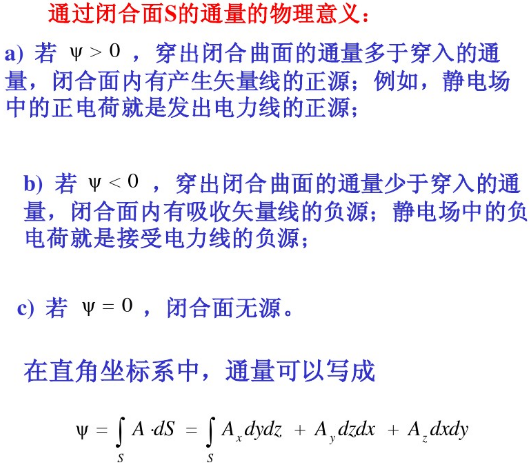 通过闭合面S的通量的物理意义：
a) 若 ψ > 0 ，穿出闭合曲面的通量多于穿入的通
量，闭合面内有产生矢量线的正源；例如，静电场
中的正电荷就是发出电力线的正源；
b) 若 ψ < 0 ，穿出闭合曲面的通量少于穿入的通
量，闭合面内有吸收矢量线的负源；静电场中的负
电荷就是接受电力线的负源；
c) 若 ψ = 0 ，闭合面无源。
在直角坐标系中，通量可以写成
ψ = ∫_S A·dS = ∫_S A_x dydz + A_y dzdx + A_z dxdy